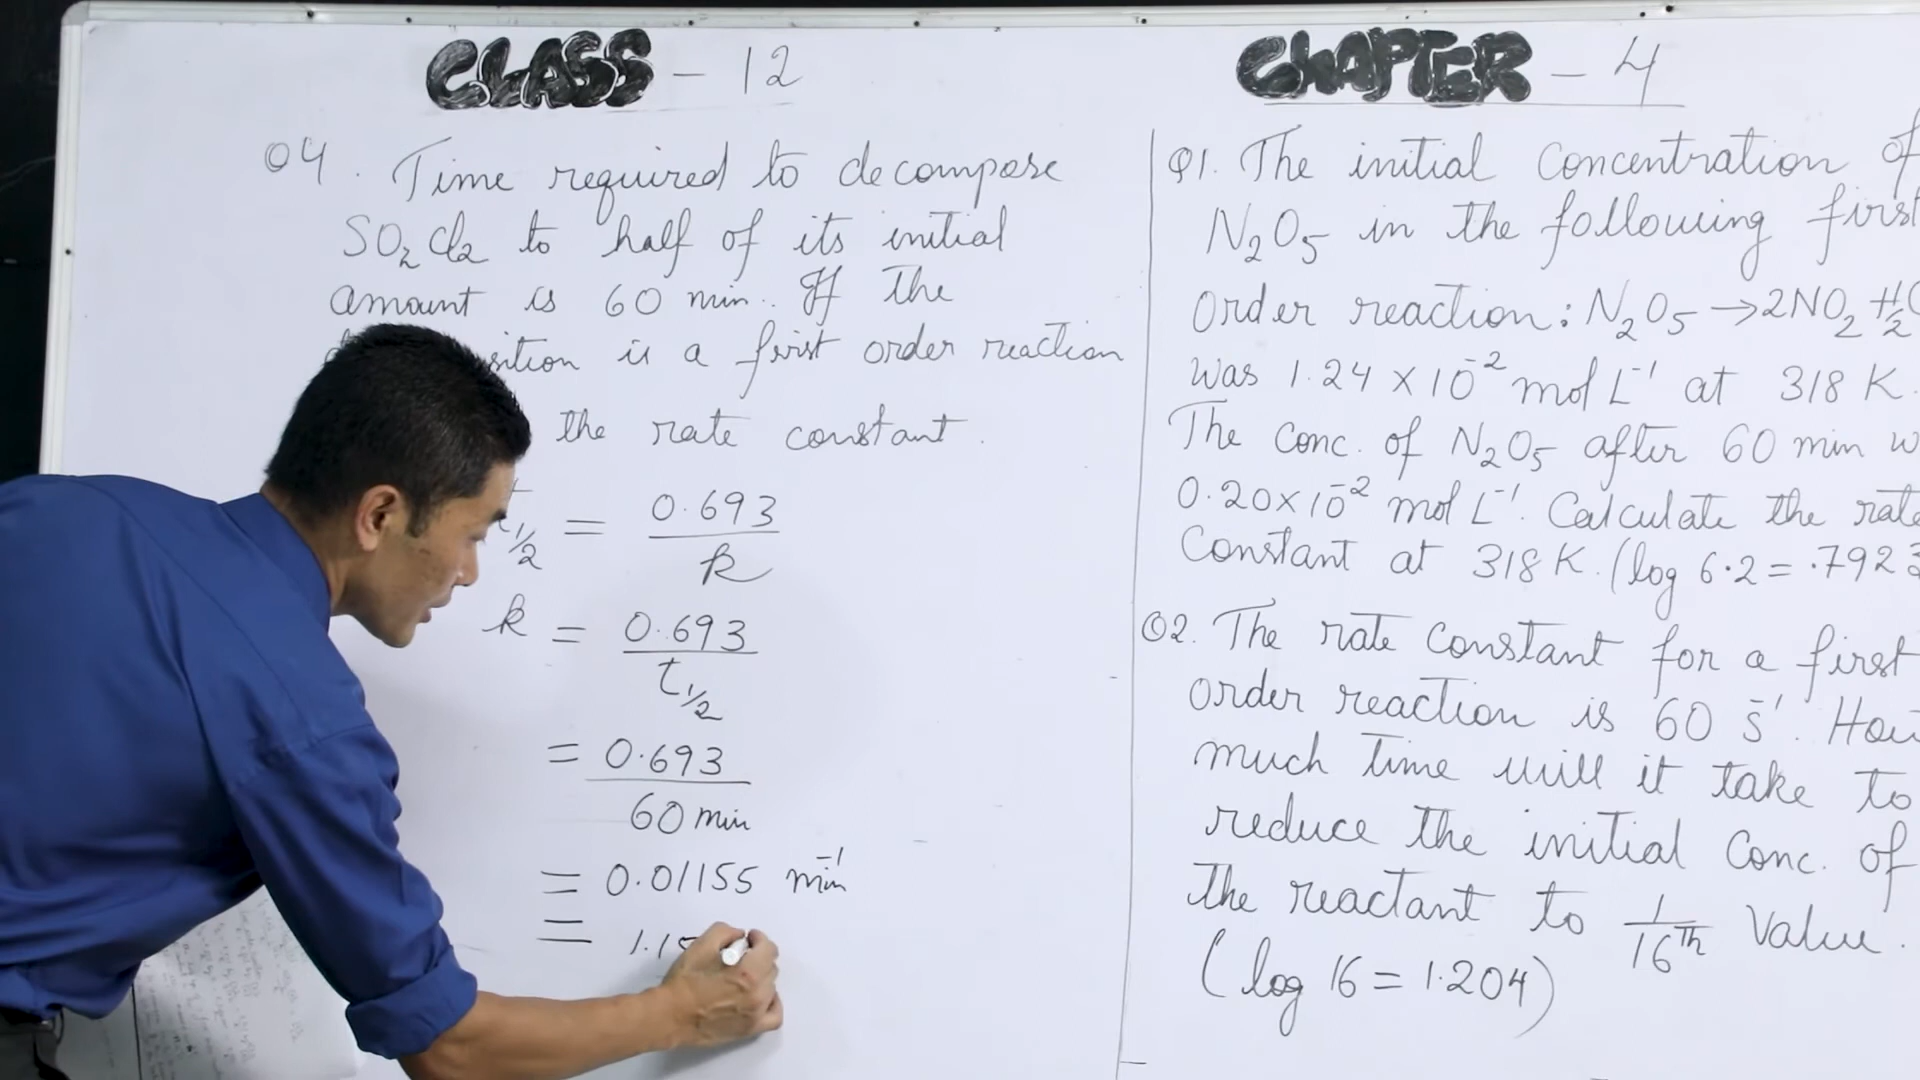 CLASS - 12
Q4. Time required to decompose
SO₂Cl₂ to half of its initial
amount is 60 min. If the
is a first order reaction
the rate constant.
t1/2 = 0.693/k
k = 0.693/t1/2
= 0.693/60 min
= 0.01155 min⁻¹
= 1.15
CHAPTER - 4
Q1. The initial concentration of
N₂O₅ in the following first
order reaction: N₂O₅ → 2NO₂ + 1/2
was 1.24 × 10⁻² mol L⁻¹ at 318 K.
The conc. of N₂O₅ after 60 min
0.20×10⁻² mol L⁻¹. Calculate the rate
Constant at 318 K. (log 6.2 = .7923
Q2. The rate constant for a first
order reaction is 60 s⁻¹. How
much time will it take to
reduce the initial conc. of
the reactant to 1/16th value.
(log 16 = 1.204)